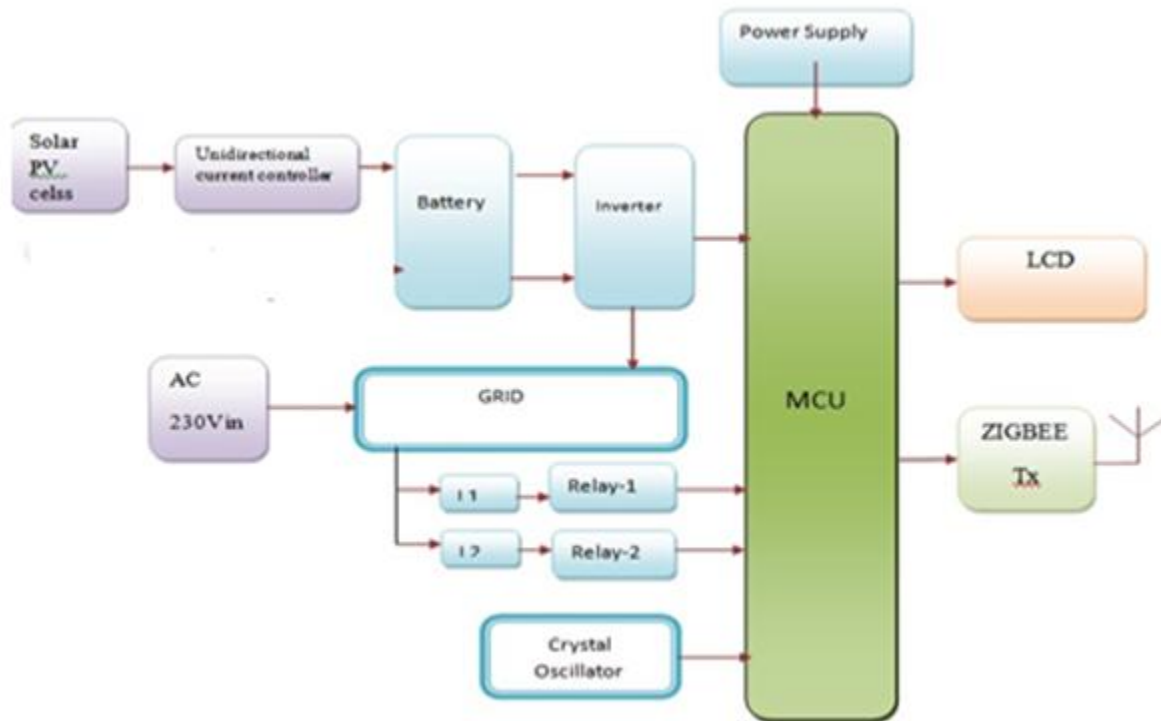 Power Supply
Solar
PV
celss
Unidirectional
current controller
Battery
Inverter
LCD
AC
230Vin
GRID
MCU
ZIGBEE
Tx
Relay-1
Relay-2
Crystal
Oscillator